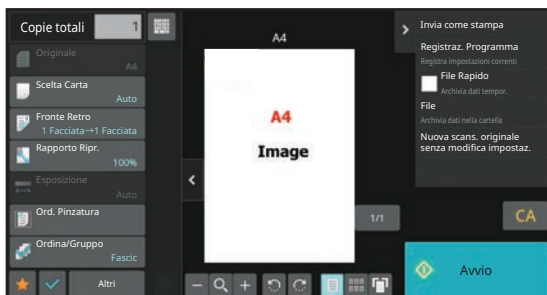 Copie totali
1
Originale
A4
Scelta Carta
Auto
Fronte Retro
1 Facciata→1 Facciata
Rapporto Ripr.
100%
Esposizione
Auto
Ord. Pinzatura
Ordina/Gruppo
Fascic
Altri
A4
A4
Image
1/1
Invia come stampa
Registraz. Programma
Registra impostazioni correnti
File Rapido
Archivia dati tempor.
File
Archivia dati nella cartella
Nuova scans. originale
senza modifica impostaz.
CA
Avvio